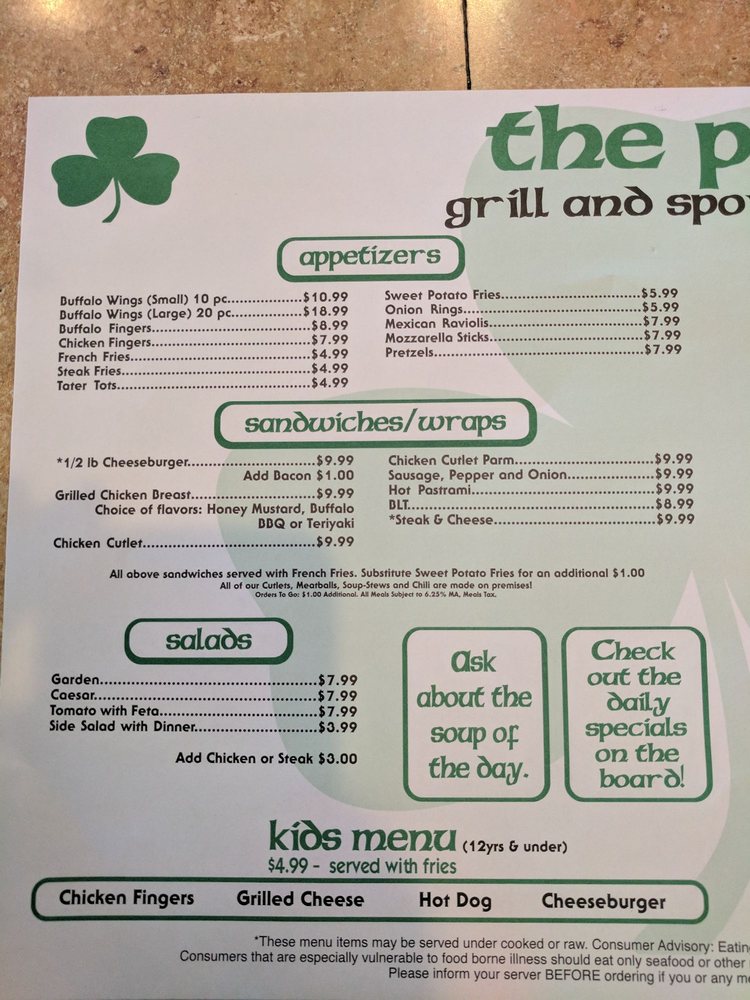 the p
grill and spo
appetizers
Buffalo Wings (Small) 10 pc..................$10.99
Buffalo Wings (Large) 20 pc..................$18.99
Buffalo Fingers........................................$8.99
Chicken Fingers........................................$7.99
French Fries.............................................$4.99
Steak Fries...............................................$4.99
Tater Tots.................................................$4.99
Sweet Potato Fries...................................$5.99
Onion Rings.............................................$5.99
Mexican Raviolis.......................................$7.99
Mozzarella Sticks......................................$7.99
Pretzels.....................................................$7.99
sandwiches/wraps
*1/2 lb Cheeseburger................................$9.99
Add Bacon $1.00
Grilled Chicken Breast...............................$9.99
Choice of flavors: Honey Mustard, Buffalo
BBQ or Teriyaki
Chicken Cutlet...........................................$9.99
Chicken Cutlet Parm...................................$9.99
Sausage, Pepper and Onion......................$9.99
Hot Pastrami..............................................$9.99
BLT..............................................................$8.99
*Steak & Cheese........................................$9.99
All above sandwiches served with French Fries. Substitute Sweet Potato Fries for an additional $1.00
All of our Cutlets, Meatballs, Soup-Stews and Chili are made on premises!
Orders To Go: $1.00 Additional. All Meals Subject to 6.25% MA. Meals Tax.
salads
Garden.......................................................$7.99
Caesar........................................................$7.99
Tomato with Feta........................................$7.99
Side Salad with Dinner...............................$3.99
Add Chicken or Steak $3.00
Ask
about the
soup of
the day.
Check
out the
daily
specials
on the
board!
kids menu (12yrs & under)
$4.99 - served with fries
Chicken Fingers Grilled Cheese Hot Dog Cheeseburger
*These menu items may be served under cooked or raw. Consumer Advisory: Eatin
Consumers that are especially vulnerable to food borne illness should eat only seafood or other
Please inform your server BEFORE ordering if you or any me